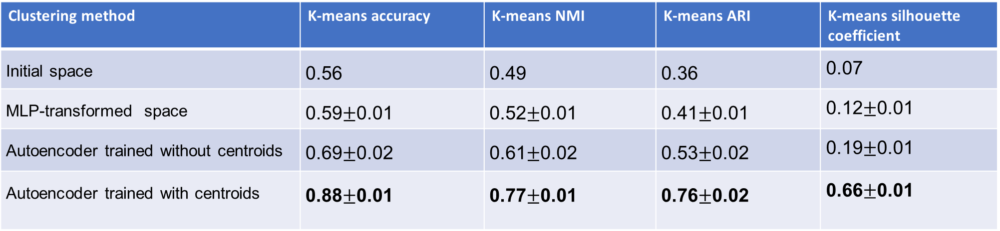 Clustering method K-means accuracy K-means NMI K-means ARI K-means silhouette
coefficient
Initial space 0.56 0.49 0.36 0.07
MLP-transformed space 0.59±0.01 0.52±0.01 0.41±0.01 0.12±0.01
Autoencoder trained without centroids 0.69±0.02 0.61±0.02 0.53±0.02 0.19±0.01
Autoencoder trained with centroids 0.88±0.01 0.77±0.01 0.76±0.02 0.66±0.01